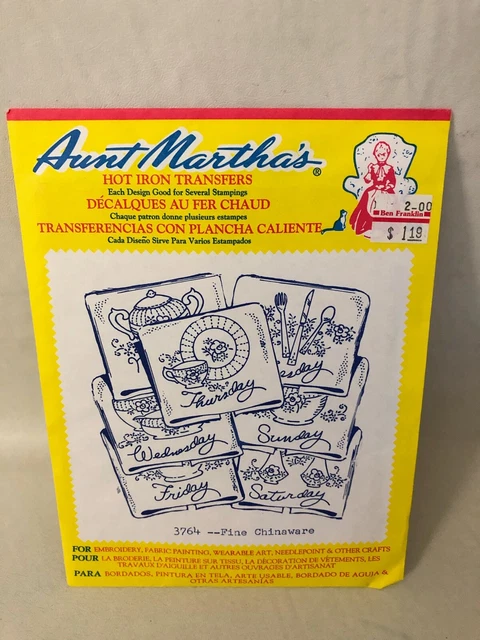 Aunt Martha's®
HOT IRON TRANSFERS
Each Design Good for Several Stampings
DÉCALQUES AU FER CHAUD
Chaque patron donne plusieurs estampes
TRANSFERENCIAS CON PLANCHA CALIENTE
Cada Diseño Sirve Para Varios Estampados
2-00
Ben Franklin
$ 1.19
Thursday
esday
Wednesday
Sunday
Friday
Saturday
3764 --Fine Chinaware
FOR EMBROIDERY, FABRIC PAINTING, WEARABLE ART, NEEDLEPOINT & OTHER CRAFTS
POUR LA BRODERIE, LA PEINTURE SUR TISSU, LA DÉCORATION DE VÊTEMENTS, LES
TRAVAUX D'AIGUILLE ET AUTRES OUVRAGES D'ARTISANAT
PARA BORDADOS, PINTURA EN TELA, ARTE USABLE, BORDADO DE AGUJA &
OTRAS ARTESANÍAS